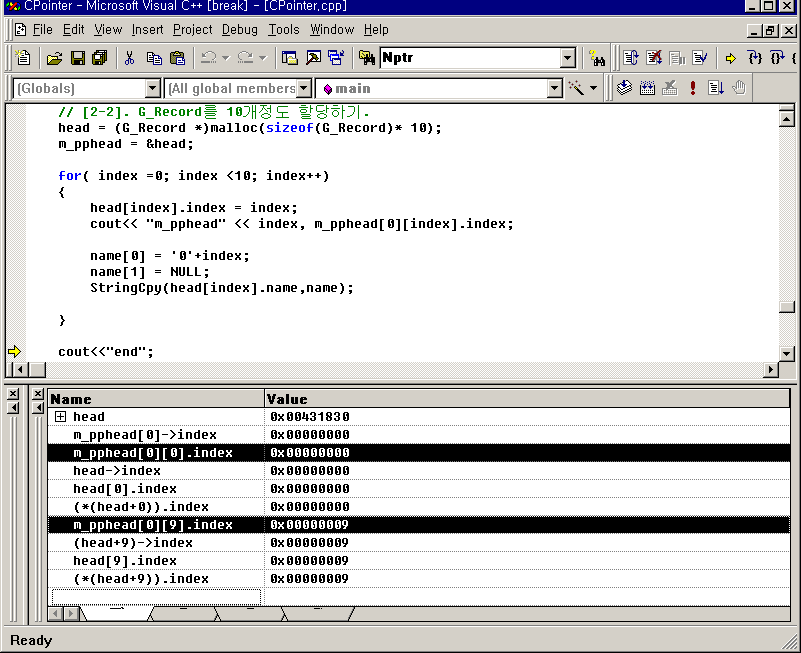 CPointer - Microsoft Visual C++ [break] - [CPointer.cpp]
File Edit View Insert Project Debug Tools Window Help
Nptr
(Globals) (All global members main
// [2-2]. G_Record를 10개정도 할당하기.
head = (G_Record *)malloc(sizeof(G_Record)* 10);
m_pphead = &head;
for( index =0; index <10; index++)
{
head[index].index = index;
cout<< "m_pphead" << index, m_pphead[0][index].index;
name[0] = '0'+index;
name[1] = NULL;
StringCpy(head[index].name,name);
}
cout<<"end";
Name Value
head 0x00431830
m_pphead[0]->index 0x00000000
m_pphead[0][0].index 0x00000000
head->index 0x00000000
head[0].index 0x00000000
(*(head+0)).index 0x00000000
m_pphead[0][9].index 0x00000009
(head+9)->index 0x00000009
head[9].index 0x00000009
(*(head+9)).index 0x00000009
Ready